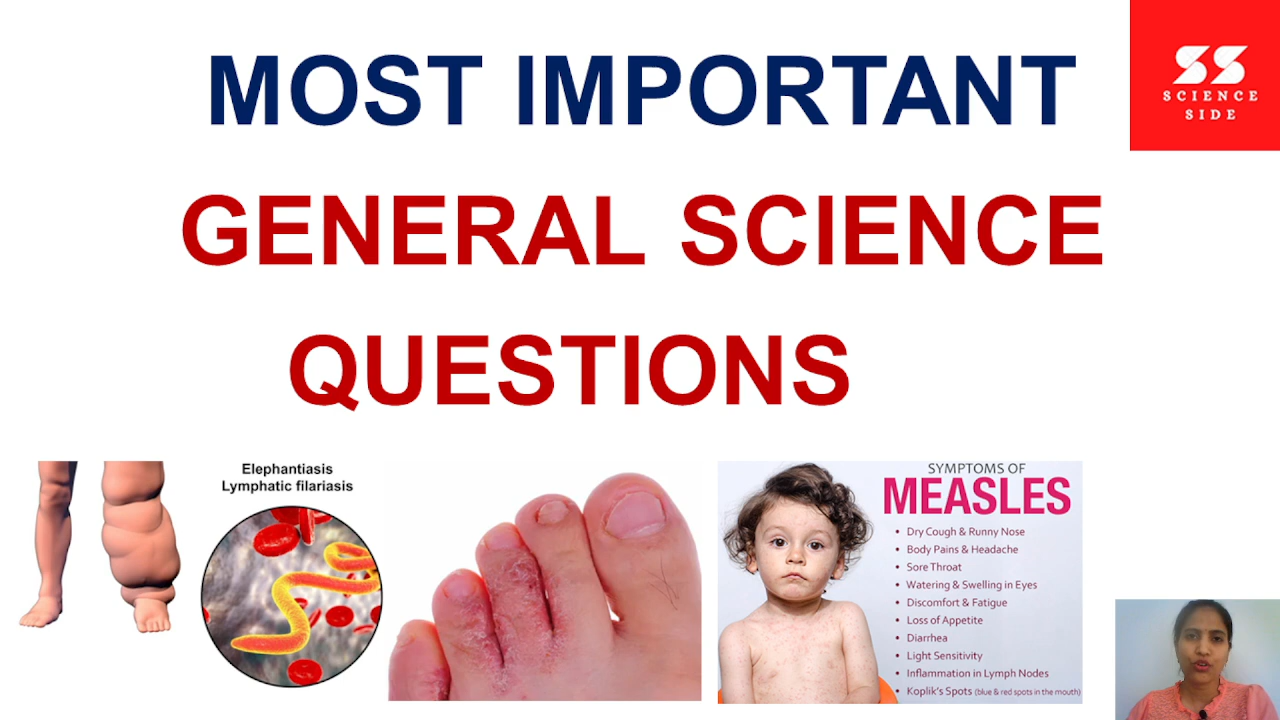 MOST IMPORTANT
GENERAL SCIENCE
QUESTIONS
SS
SCIENCE
SIDE
Elephantiasis
Lymphatic filariasis
SYMPTOMS OF
MEASLES
• Dry Cough & Runny Nose
• Body Pains & Headache
• Sore Throat
• Watering & Swelling in Eyes
• Discomfort & Fatigue
• Loss of Appetite
• Diarrhea
• Light Sensitivity
• Inflammation in Lymph Nodes
• Koplik's Spots (blue & red spots in the mouth)